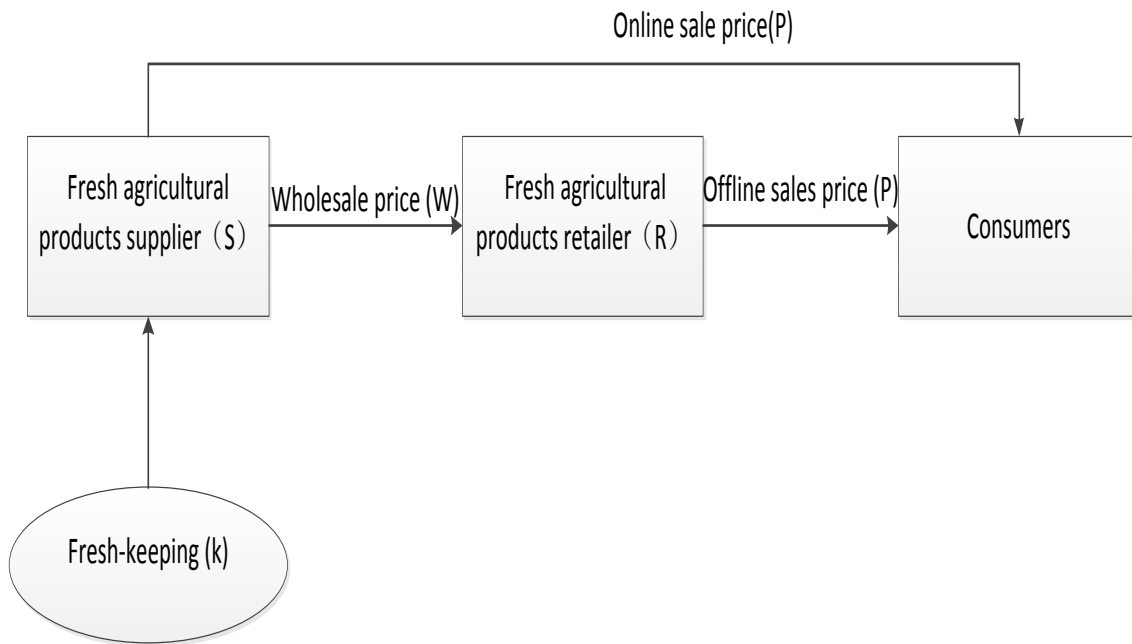 Online sale price(P)
Fresh agricultural
products supplier（S）
Wholesale price (W)
Fresh agricultural
products retailer（R）
Offline sales price (P)
Consumers
Fresh-keeping (k)